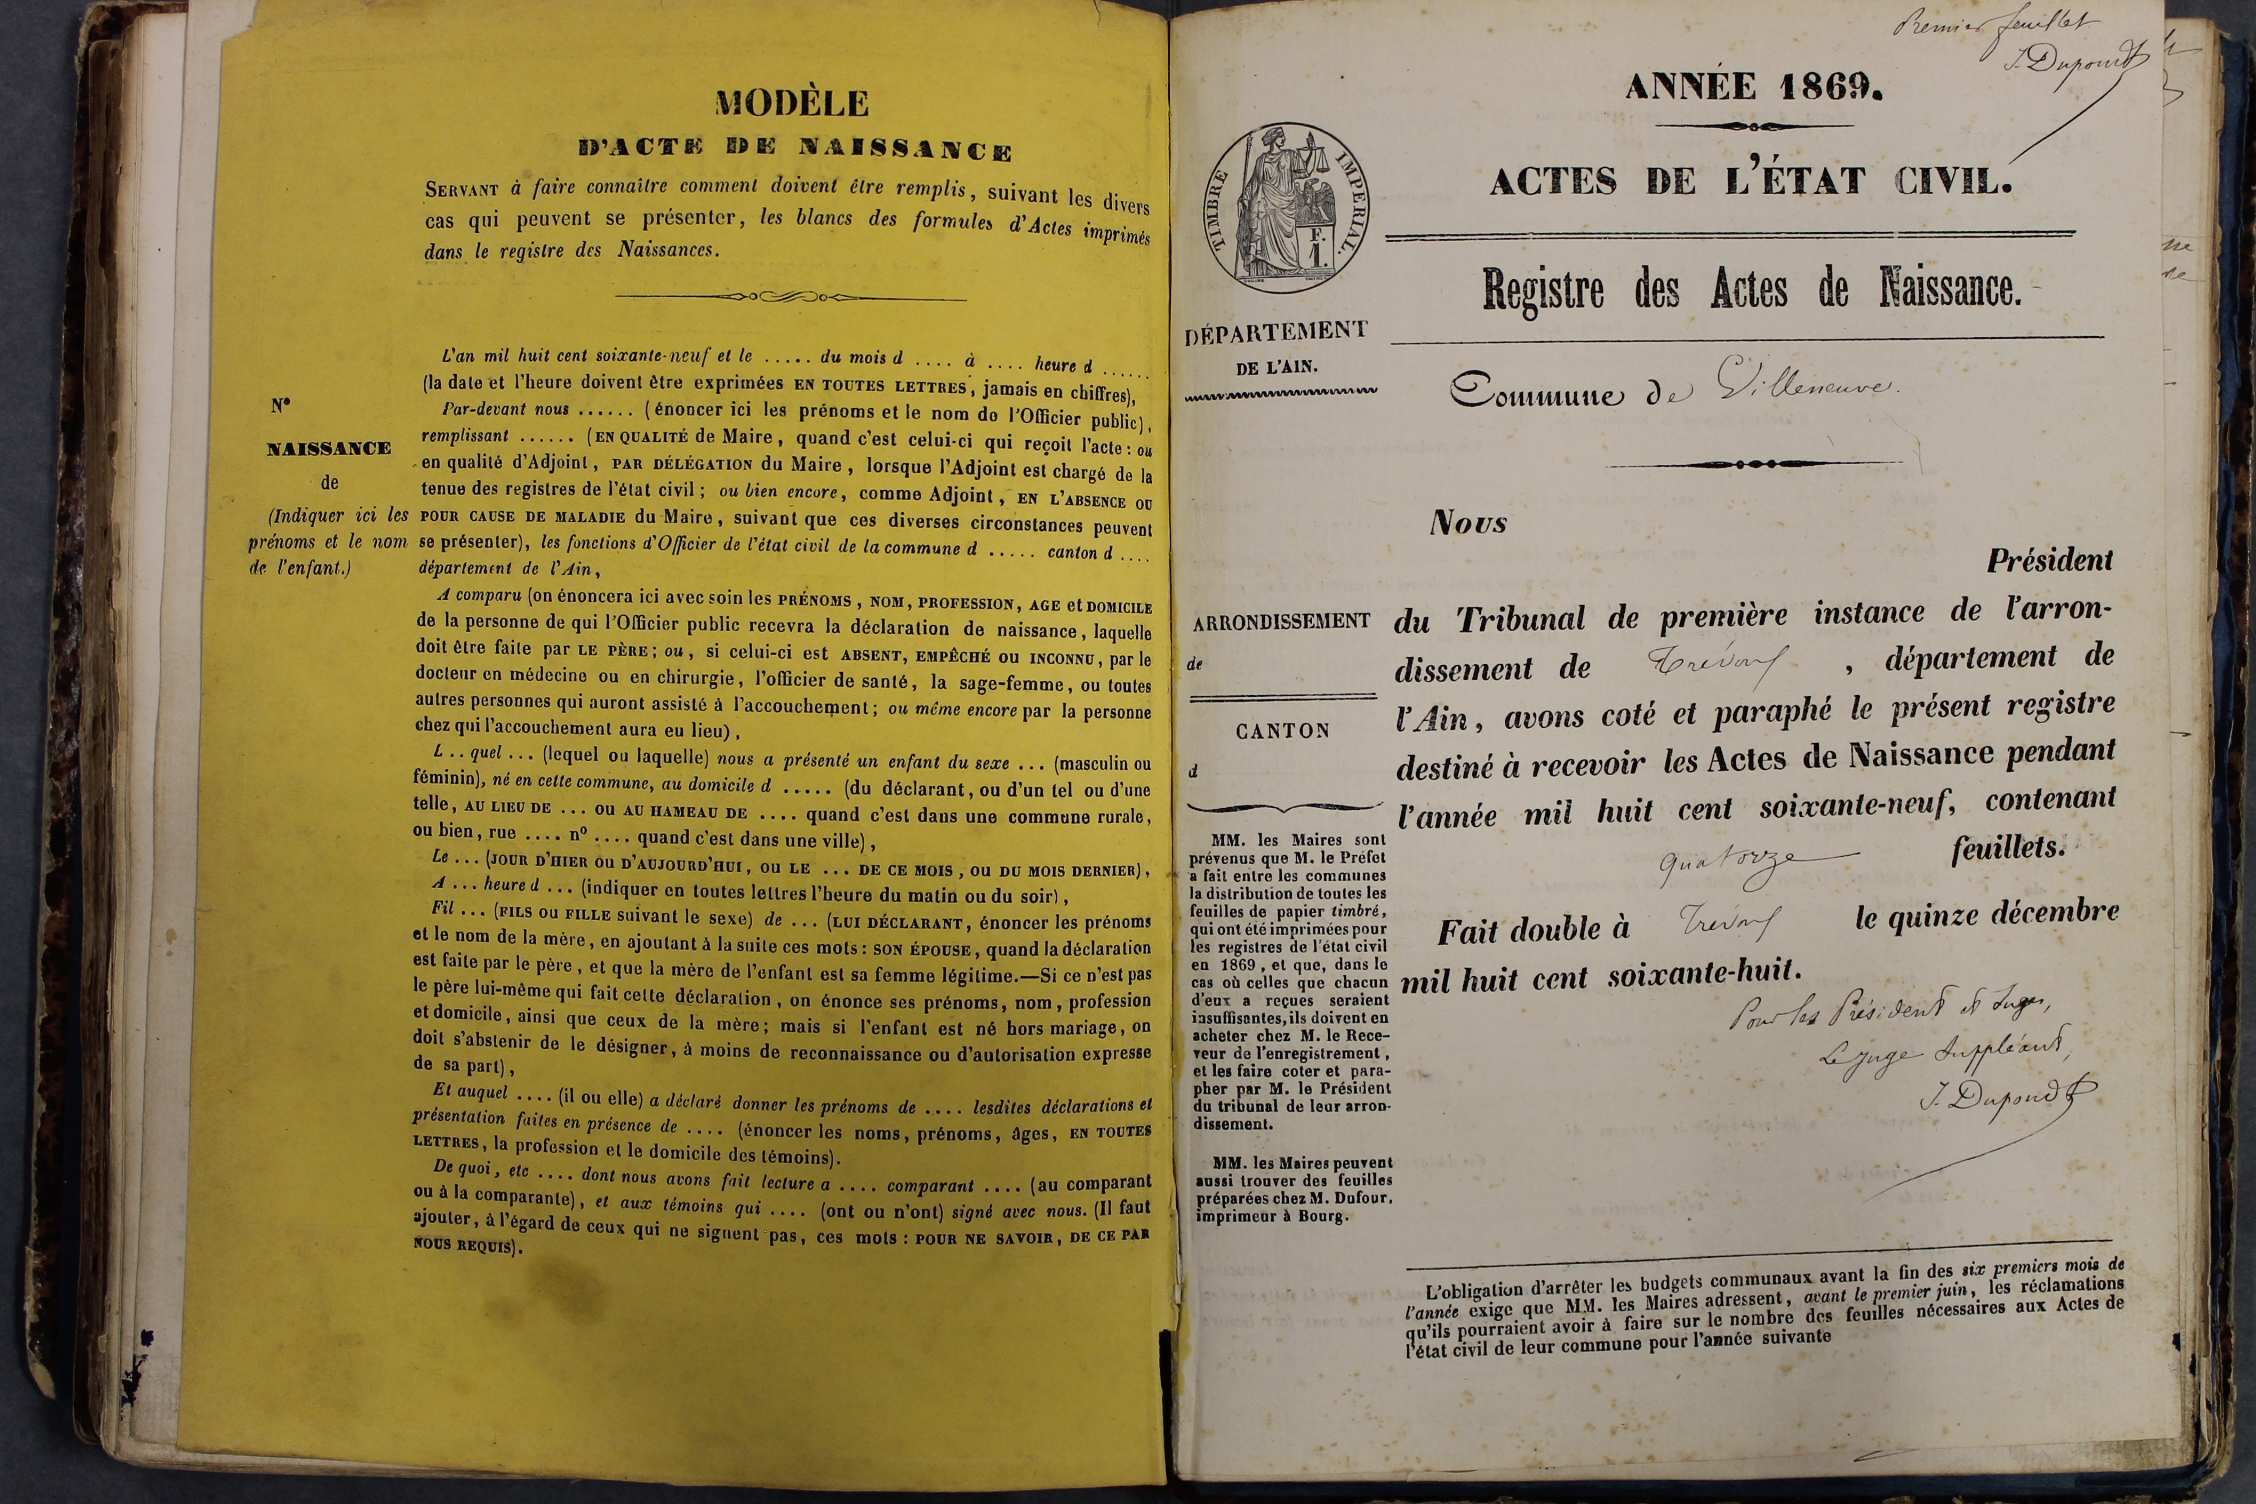 MODÈLE
D'ACTE DE NAISSANCE
SERVANT à faire connaître comment doivent être remplis, suivant les divers
cas qui peuvent se présenter, les blancs des formules d'Actes imprimés
dans le registre des Naissances.
N°
NAISSANCE
de
(Indiquer ici les
prénoms et le nom
de l'enfant.)
L'an mil huit cent soixante-neuf et le ..... du mois d .... à .... heure d ......
(la date et l'heure doivent être exprimées EN TOUTES LETTRES, jamais en chiffres),
Par-devant nous ...... (énoncer ici les prénoms et le nom de l'Officier public),
remplissant ...... (EN QUALITÉ de Maire, quand c'est celui-ci qui reçoit l'acte: ou
en qualité d'Adjoint, PAR DÉLÉGATION du Maire, lorsque l'Adjoint est chargé de la
tenue des registres de l'état civil; ou bien encore, comme Adjoint, EN L'ABSENCE OU
POUR CAUSE DE MALADIE du Maire, suivant que ces diverses circonstances peuvent
se présenter), les fonctions d'Officier de l'état civil de la commune d ..... canton d ....
département de l'Ain,
A comparu (on énoncera ici avec soin les PRÉNOMS, NOM, PROFESSION, AGE et DOMICILE
de la personne de qui l'Officier public recevra la déclaration de naissance, laquelle
doit être faite par LE PÈRE; ou, si celui-ci est ABSENT, EMPÊCHÉ OU INCONNU, par le
docteur en médecine ou en chirurgie, l'officier de santé, la sage-femme, ou toutes
autres personnes qui auront assisté à l'accouchement; ou même encore par la personne
chez qui l'accouchement aura eu lieu),
L .. quel ... (lequel ou laquelle) nous a présenté un enfant du sexe ... (masculin ou
féminin), né en cette commune, au domicile d ..... (du déclarant, ou d'un tel ou d'une
telle, AU LIEU DE ... OU AU HAMEAU DE .... quand c'est dans une commune rurale,
ou bien, rue .... n° .... quand c'est dans une ville),
Le ... (JOUR D'HIER OU D'AUJOURD'HUI, OU LE ... DE CE MOIS, OU DU MOIS DERNIER),
A ... heure d ... (indiquer en toutes lettres l'heure du matin ou du soir),
Fil ... (FILS OU FILLE suivant le sexe) de ... (LUI DÉCLARANT, énoncer les prénoms
et le nom de la mère, en ajoutant à la suite ces mots: SON ÉPOUSE, quand la déclaration
est faite par le père, et que la mère de l'enfant est sa femme légitime.—Si ce n'est pas
le père lui-même qui fait cette déclaration, on énonce ses prénoms, nom, profession
et domicile, ainsi que ceux de la mère; mais si l'enfant est né hors mariage, on
doit s'abstenir de le désigner, à moins de reconnaissance ou d'autorisation expresse
de sa part),
Et auquel .... (il ou elle) a déclaré donner les prénoms de .... lesdites déclarations et
présentation faites en présence de .... (énoncer les noms, prénoms, âges, EN TOUTES
LETTRES, la profession et le domicile des témoins).
De quoi, etc .... dont nous avons fait lecture a .... comparant .... (au comparant
ou à la comparante), et aux témoins qui .... (ont ou n'ont) signé avec nous. (Il faut
ajouter, à l'égard de ceux qui ne signent pas, ces mots: POUR NE SAVOIR, DE CE PAR
NOUS REQUIS).
Premier feuillet
J. Dupond
ANNÉE 1869.
ACTES DE L'ÉTAT CIVIL.
TIMBRE IMPERIAL.
F.
1.
Registre des Actes de Naissance.
DÉPARTEMENT
DE L'AIN.
Commune de Villeneuve.
Nous
Président
du Tribunal de première instance de l'arron-
dissement de Trévoux, département de
l'Ain, avons coté et paraphé le présent registre
destiné à recevoir les Actes de Naissance pendant
l'année mil huit cent soixante-neuf, contenant
quatorze feuillets.
Fait double à Trévoux le quinze décembre
mil huit cent soixante-huit.
Pour les Président et Juges,
Le Juge Suppléant,
J. Dupond
ARRONDISSEMENT
de
CANTON
d
MM. les Maires sont
prévenus que M. le Préfet
a fait entre les communes
la distribution de toutes les
feuilles de papier timbré,
qui ont été imprimées pour
les registres de l'état civil
en 1869, et que, dans le
cas où celles que chacun
d'eux a reçues seraient
insuffisantes, ils doivent en
acheter chez M. le Rece-
veur de l'enregistrement,
et les faire coter et para-
pher par M. le Président
du tribunal de leur arron-
dissement.
MM. les Maires peuvent
aussi trouver des feuilles
préparées chez M. Dufour,
imprimeur à Bourg.
L'obligation d'arrêter les budgets communaux avant la fin des six premiers mois de
l'année exige que MM. les Maires adressent, avant le premier juin, les réclamations
qu'ils pourraient avoir à faire sur le nombre des feuilles nécessaires aux Actes de
l'état civil de leur commune pour l'année suivante